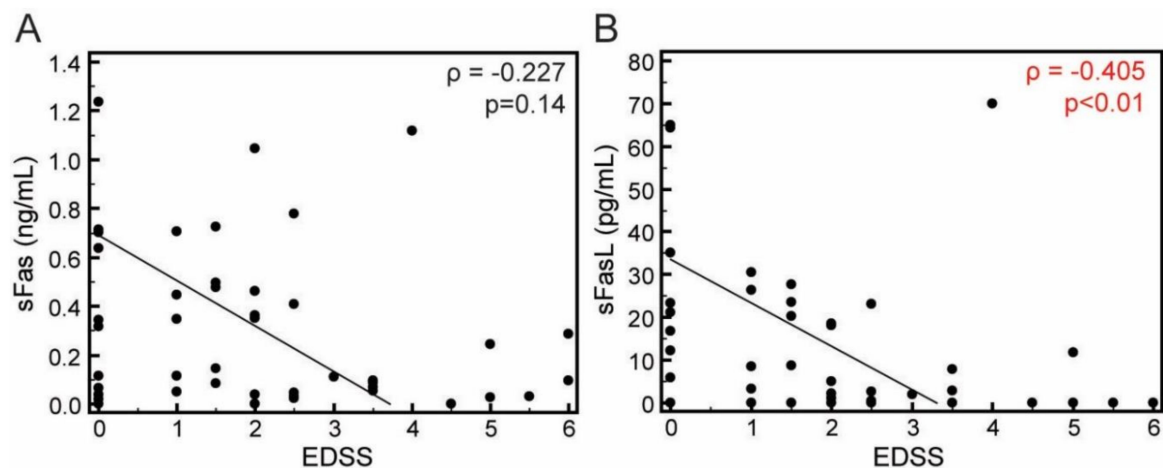 A
ρ = -0.227
p=0.14
1.4
1.2
1.0
0.8
0.6
0.4
0.2
0.0
sFas (ng/mL)
0 1 2 3 4 5 6
EDSS
B
ρ = -0.405
p<0.01
80
70
60
50
40
30
20
10
0
sFasL (pg/mL)
0 1 2 3 4 5 6
EDSS